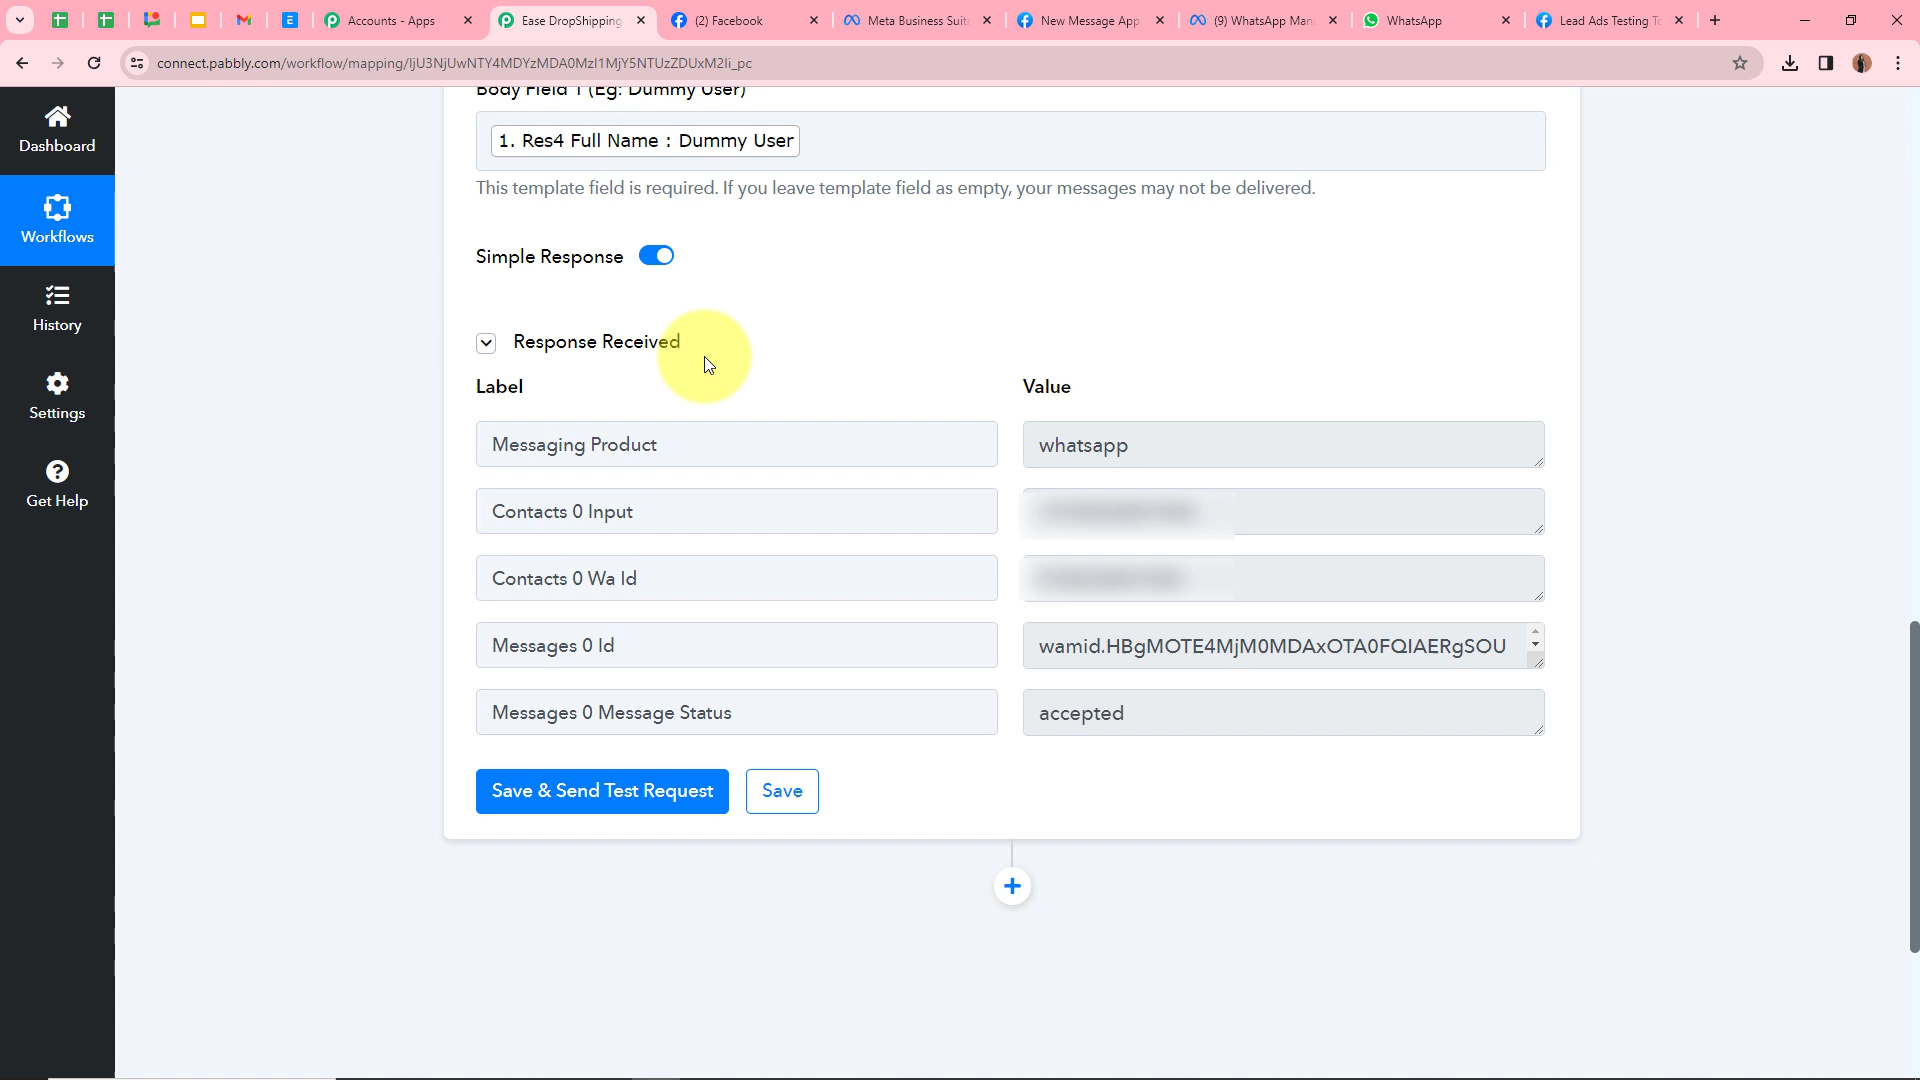 Accounts - Apps
Ease DropShipping
(2) Facebook
Meta Business Suite
New Message App
(9) WhatsApp Man
WhatsApp
Lead Ads Testing To
connect.pabbly.com/workflow/mapping/IjU3NjUwNTY4MDYzMDA0MzI1MjY5NTUzZDUxM2Ii_pc
Dashboard
Workflows
History
Settings
Get Help
Body Field 1 (Eg: Dummy User)
1. Res4 Full Name : Dummy User
This template field is required. If you leave template field as empty, your messages may not be delivered.
Simple Response
Response Received
Label
Value
Messaging Product
whatsapp
Contacts 0 Input
Contacts 0 Wa Id
Messages 0 Id
wamid.HBgMOTE4MjM0MDAxOTA0FQIAERgSOU
Messages 0 Message Status
accepted
Save & Send Test Request
Save